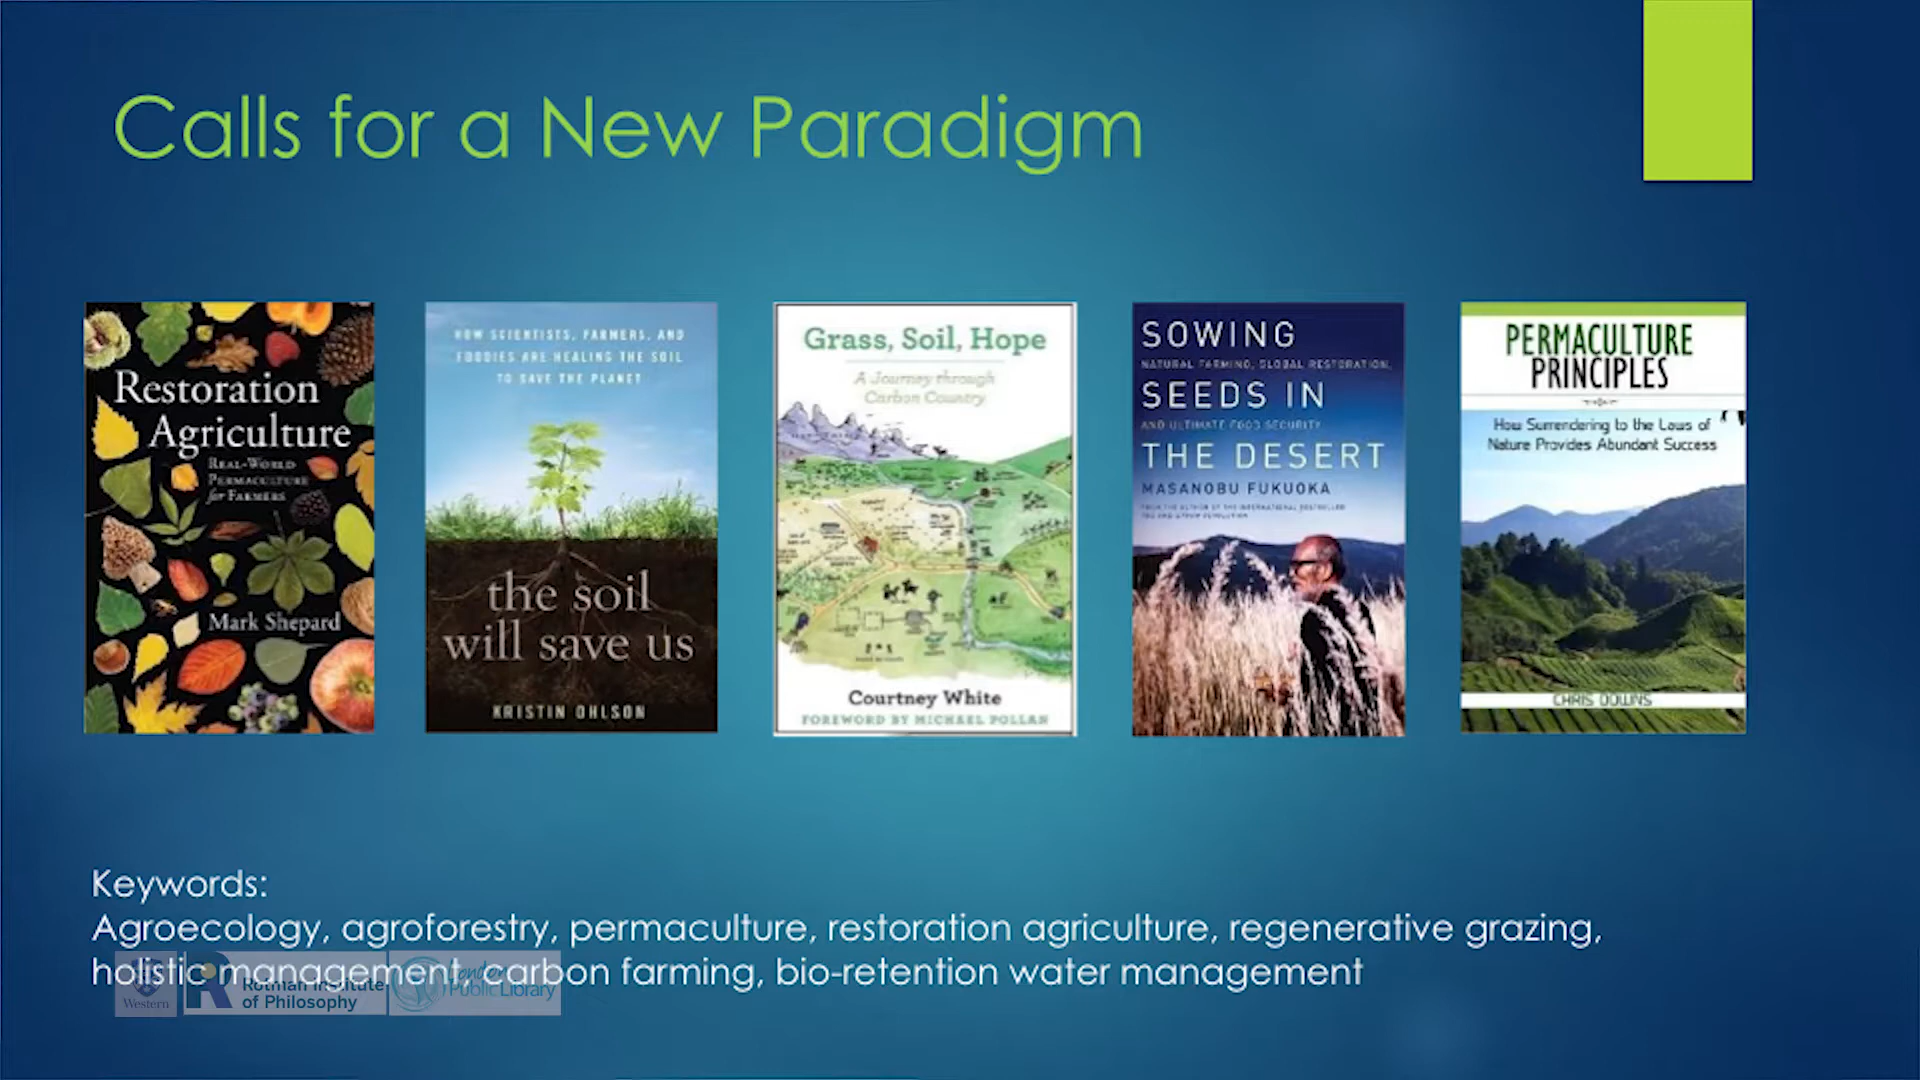 Calls for a New Paradigm
Restoration
Agriculture
REAL-WORLD
PERMACULTURE
for FARMERS
Mark Shepard
HOW SCIENTISTS, FARMERS, AND
FOODIES ARE HEALING THE SOIL
TO SAVE THE PLANET
the soil
will save us
KRISTIN OHLSON
Grass, Soil, Hope
A Journey through
Carbon Country
Courtney White
FOREWORD BY MICHAEL POLLAN
SOWING
NATURAL FARMING, GLOBAL RESTORATION,
SEEDS IN
AND ULTIMATE FOOD SECURITY
THE DESERT
MASANOBU FUKUOKA
PERMACULTURE
PRINCIPLES
How Surrendering to the Laws of
Nature Provides Abundant Success
CHRIS DOWNS
Keywords:
Agroecology, agroforestry, permaculture, restoration agriculture, regenerative grazing,
holistic management, carbon farming, bio-retention water management
Western
Rotman Institute
of Philosophy
London
Public Library